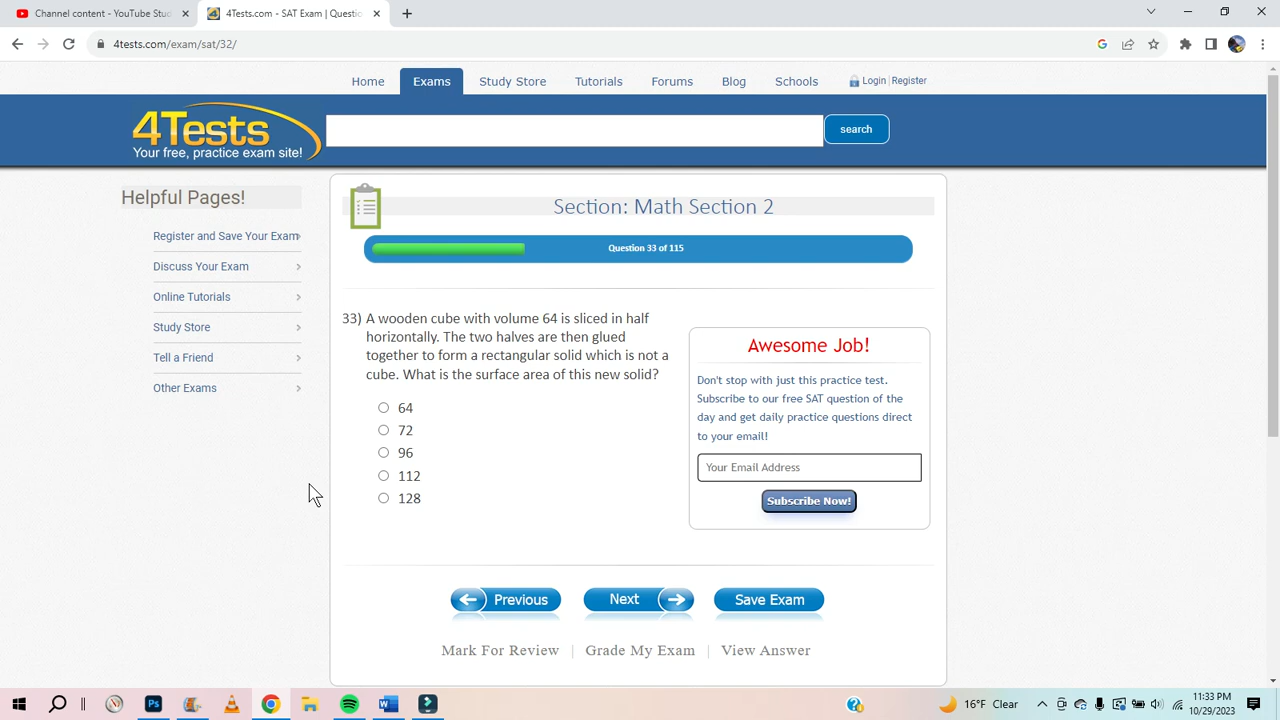 Channel content - YouTube Stud
4Tests.com - SAT Exam | Questio
4tests.com/exam/sat/32/
Home
Exams
Study Store
Tutorials
Forums
Blog
Schools
Login
Register
4Tests
Your free, practice exam site!
search
Helpful Pages!
Register and Save Your Exam
Discuss Your Exam
Online Tutorials
Study Store
Tell a Friend
Other Exams
Section: Math Section 2
Question 33 of 115
33) A wooden cube with volume 64 is sliced in half
horizontally. The two halves are then glued
together to form a rectangular solid which is not a
cube. What is the surface area of this new solid?
64
72
96
112
128
Awesome Job!
Don't stop with just this practice test.
Subscribe to our free SAT question of the
day and get daily practice questions direct
to your email!
Your Email Address
Subscribe Now!
Previous
Next
Save Exam
Mark For Review | Grade My Exam | View Answer
16°F Clear
11:33 PM
10/29/2023